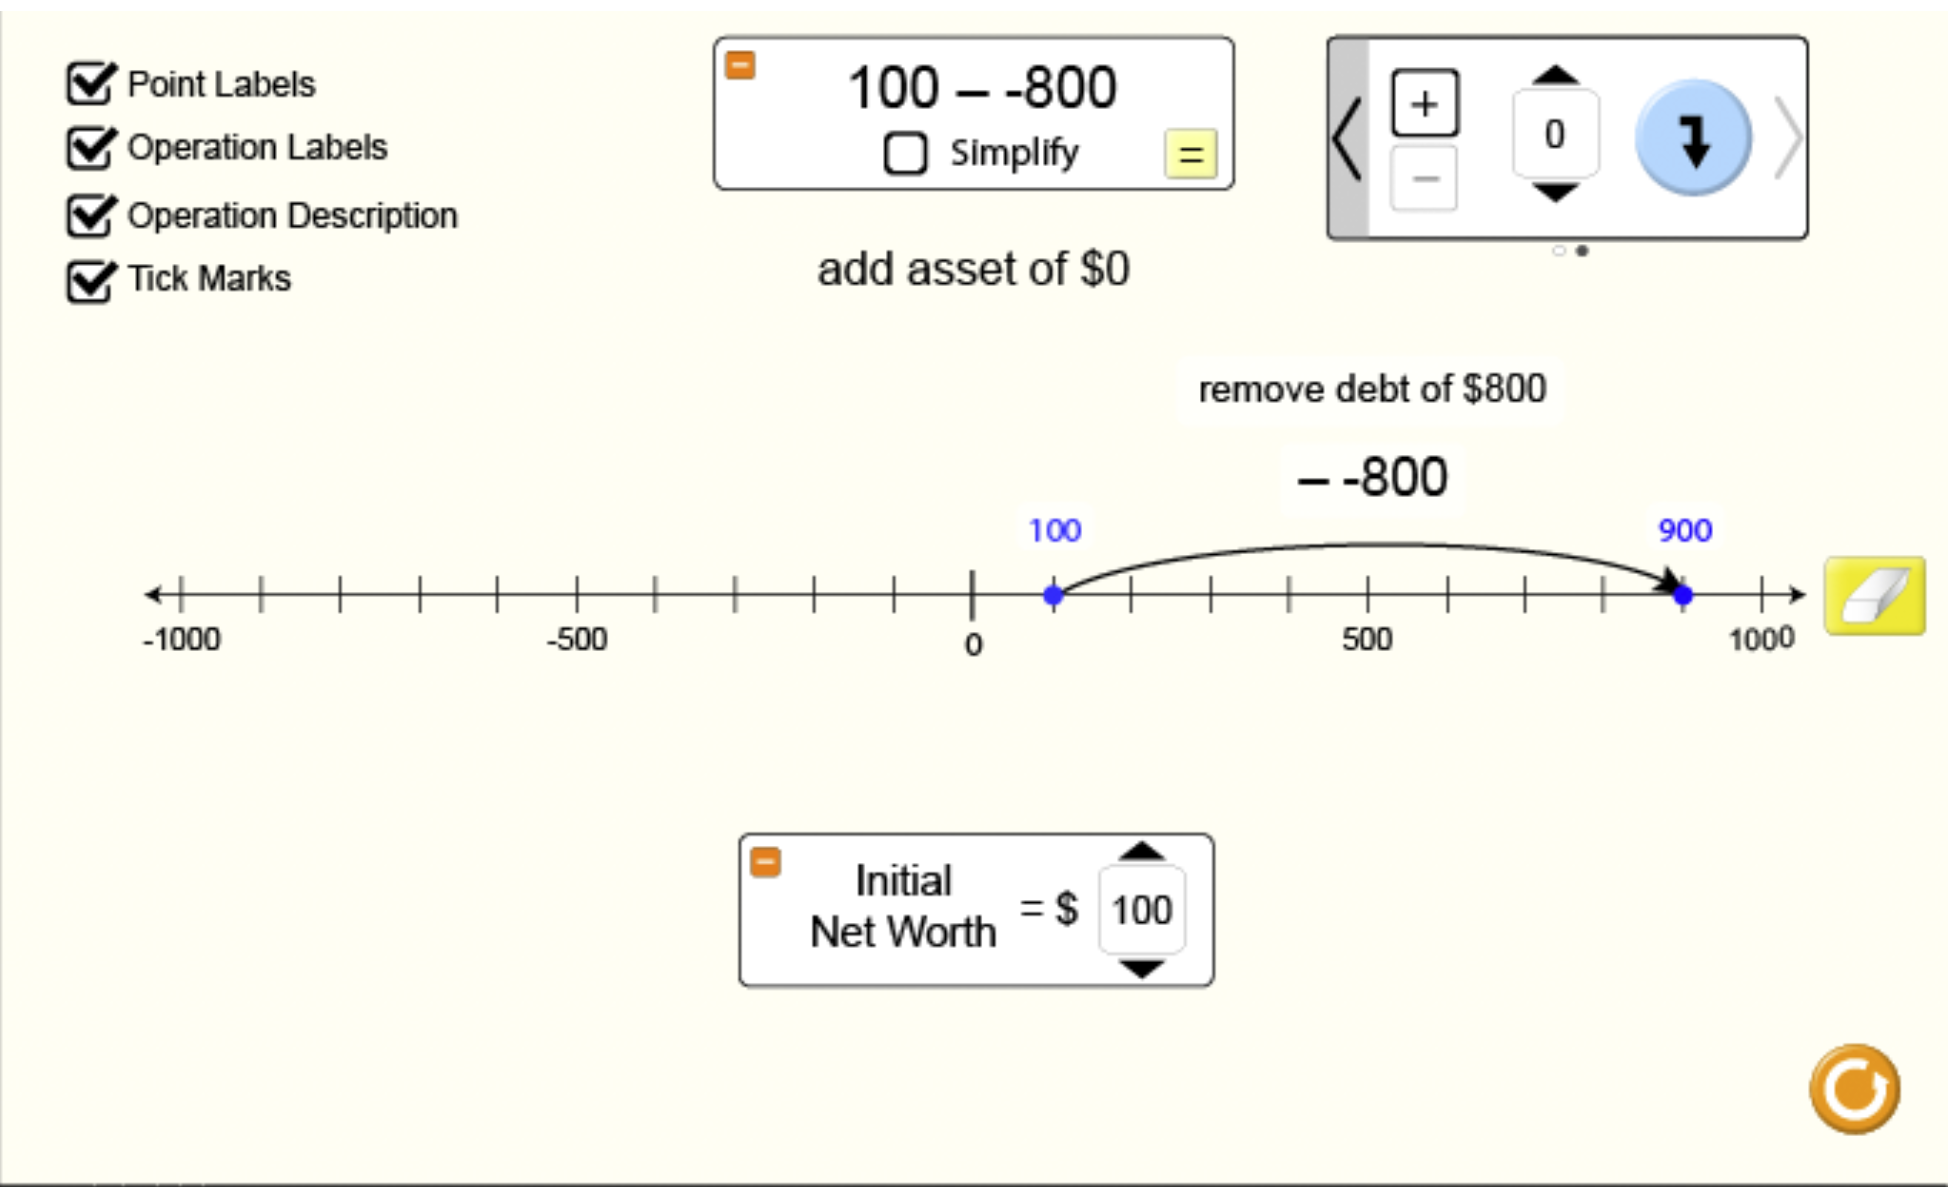 Point Labels
Operation Labels
Operation Description
Tick Marks
100 – -800
Simplify
=
+
0
−
add asset of $0
remove debt of $800
– -800
100
900
-1000
-500
0
500
1000
Initial
Net Worth
= $
100